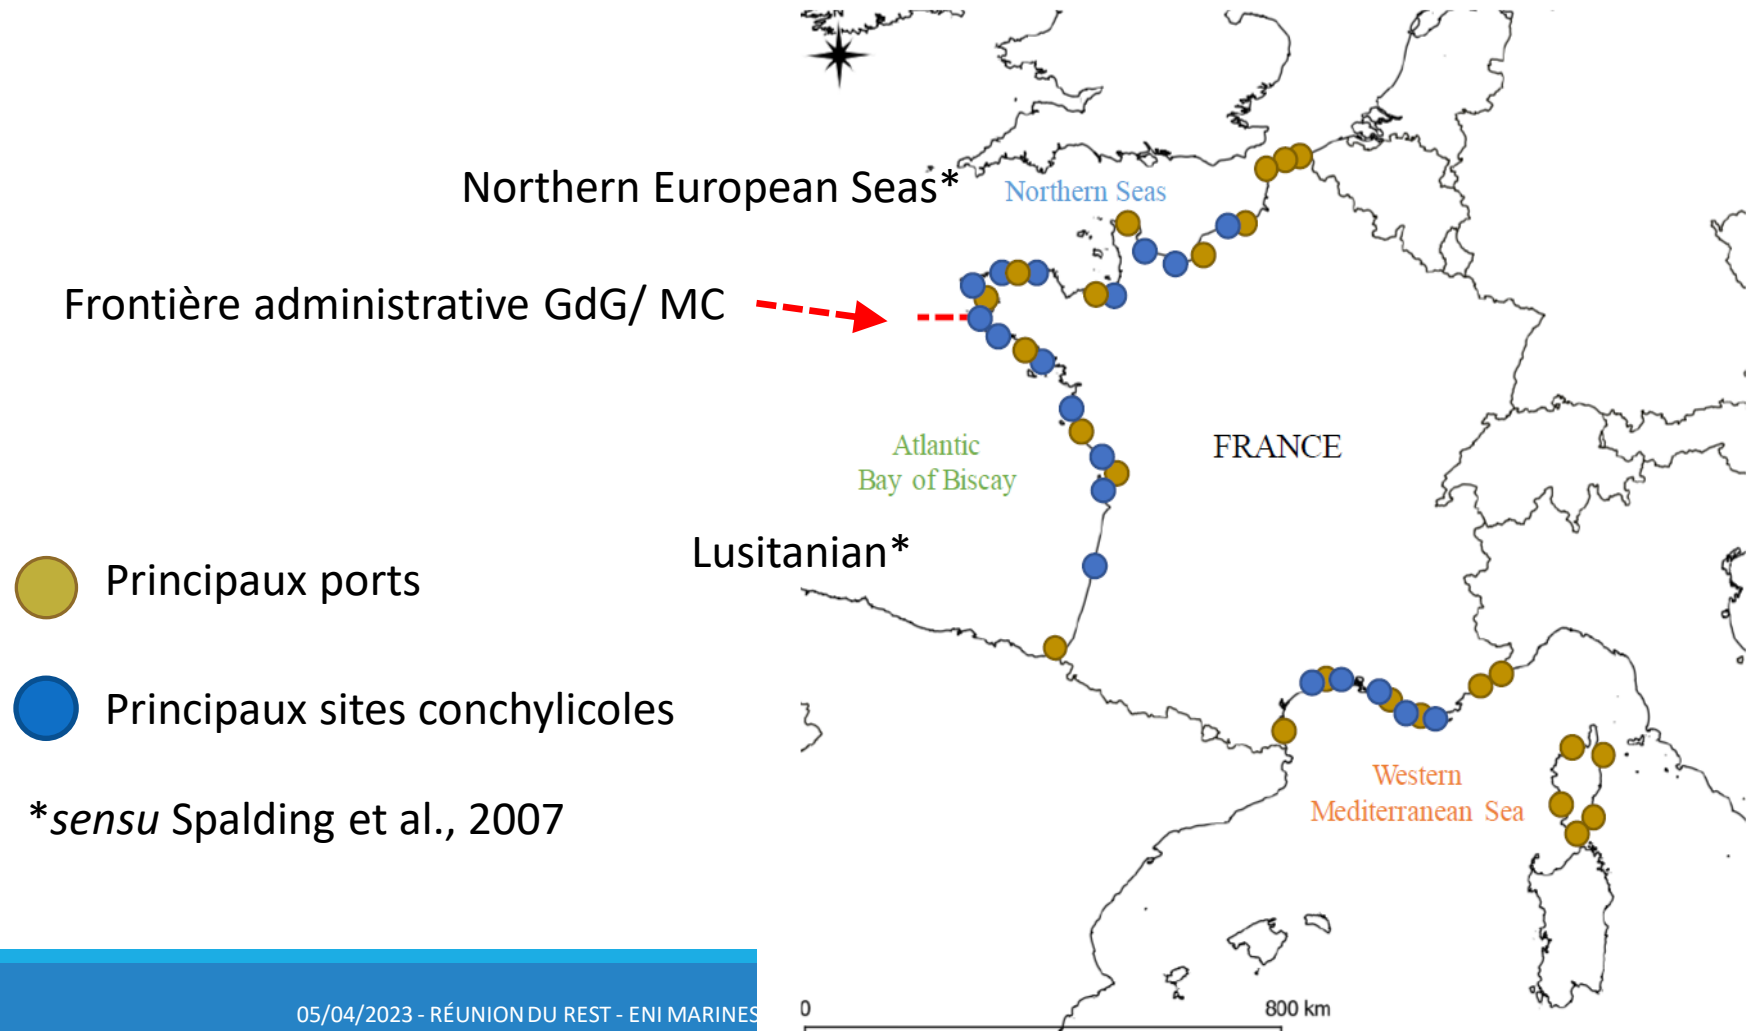 Northern European Seas*
Northern Seas
Frontière administrative GdG/ MC
Atlantic
Bay of Biscay
FRANCE
Lusitanian*
Principaux ports
Principaux sites conchylicoles
Western
Mediterranean Sea
*sensu Spalding et al., 2007
05/04/2023 - RÉUNION DU REST - ENI MARINES
0
800 km